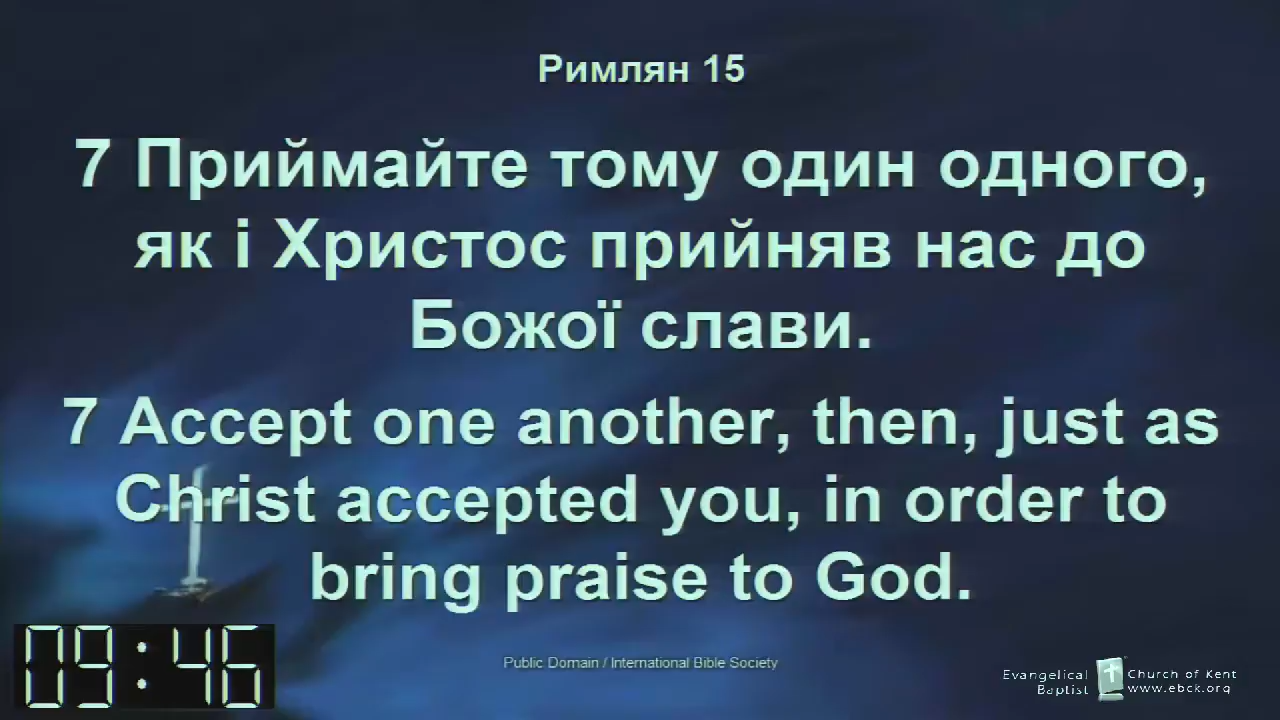 Римлян 15
7 Приймайте тому один одного,
як і Христос прийняв нас до
Божої слави.
7 Accept one another, then, just as
Christ accepted you, in order to
bring praise to God.
09:46
Public Domain / International Bible Society
Evangelical Church of Kent
Baptist www.ebck.org